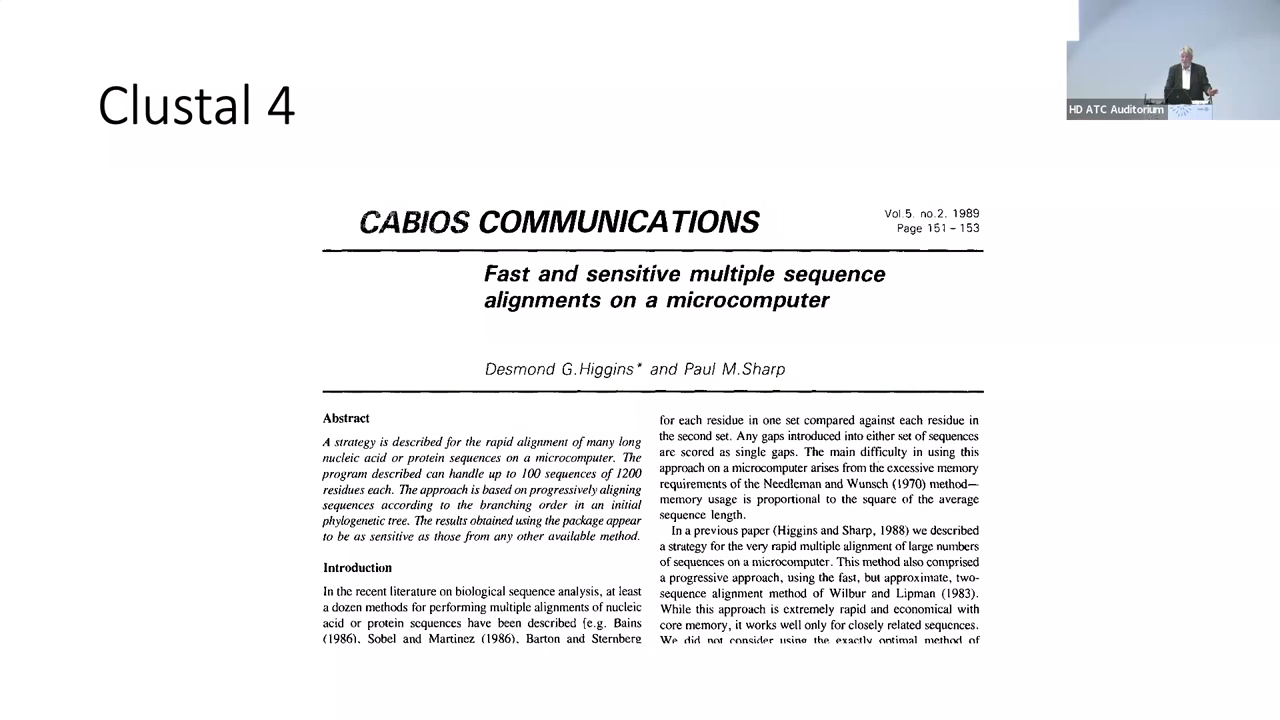 Clustal 4
HD ATC Auditorium
CABIOS COMMUNICATIONS
Vol.5. no.2. 1989
Page 151–153
Fast and sensitive multiple sequence
alignments on a microcomputer
Desmond G.Higgins* and Paul M.Sharp
Abstract
A strategy is described for the rapid alignment of many long
nucleic acid or protein sequences on a microcomputer. The
program described can handle up to 100 sequences of 1200
residues each. The approach is based on progressively aligning
sequences according to the branching order in an initial
phylogenetic tree. The results obtained using the package appear
to be as sensitive as those from any other available method.
Introduction
In the recent literature on biological sequence analysis, at least
a dozen methods for performing multiple alignments of nucleic
acid or protein sequences have been described {e.g. Bains
(1986), Sobel and Martinez (1986), Barton and Sternberg
for each residue in one set compared against each residue in
the second set. Any gaps introduced into either set of sequences
are scored as single gaps. The main difficulty in using this
approach on a microcomputer arises from the excessive memory
requirements of the Needleman and Wunsch (1970) method—
memory usage is proportional to the square of the average
sequence length.
In a previous paper (Higgins and Sharp, 1988) we described
a strategy for the very rapid multiple alignment of large numbers
of sequences on a microcomputer. This method also comprised
a progressive approach, using the fast, but approximate, two-
sequence alignment method of Wilbur and Lipman (1983).
While this approach is extremely rapid and economical with
core memory, it works well only for closely related sequences.
We did not consider using the exactly optimal method of